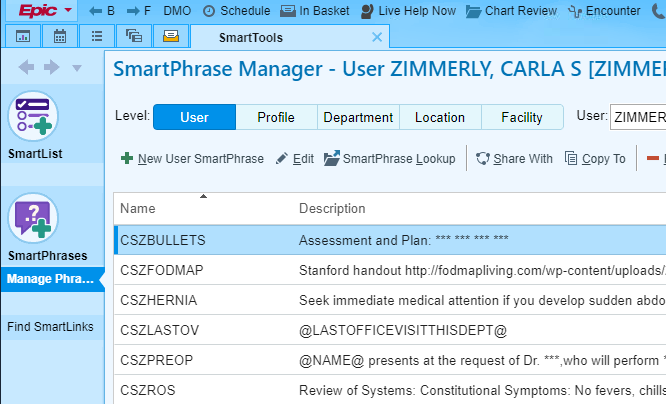 Epic B F DMO Schedule In Basket Live Help Now Chart Review Encounter
SmartTools
SmartPhrase Manager - User ZIMMERLY, CARLA S [ZIMME
Level: User Profile Department Location Facility User: ZIMMER
SmartList
New User SmartPhrase Edit SmartPhrase Lookup Share With Copy To
Name Description
CSZBULLETS Assessment and Plan: *** *** *** ***
SmartPhrases
CSZFODMAP Stanford handout http://fodmapliving.com/wp-content/uploads/
Manage Phra...
CSZHERNIA Seek immediate medical attention if you develop sudden abdo
Find SmartLinks
CSZLASTOV @LASTOFFICEVISITTHISDEPT@
CSZPREOP @NAME@ presents at the request of Dr. ***,who will perform *
CSZROS Review of Systems: Constitutional Symptoms: No fevers, chills